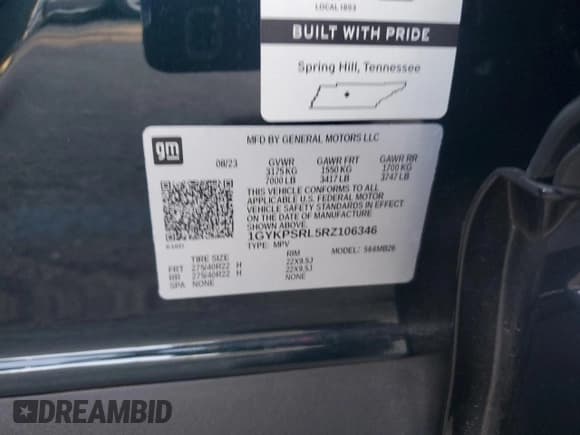 LOCAL 1853
BUILT WITH PRIDE
Spring Hill, Tennessee
gm
MFD BY GENERAL MOTORS LLC
08/23 GVWR GAWR FRT GAWR RR
3175 KG 1550 KG 1700 KG
7000 LB 3417 LB 3747 LB
THIS VEHICLE CONFORMS TO ALL
APPLICABLE U.S. FEDERAL MOTOR
VEHICLE SAFETY STANDARDS IN EFFECT
ON THE DATE OF MANUFACTURE
SHOWN ABOVE.
1GYKPSRL5RZ106346
TYPE: MPV MODEL: 564MB26
TIRE SIZE RIM
FRT 275/40R22 H 22X9.5J
RR 275/40R22 H 22X9.5J
SPA NONE NONE
DREAMBID